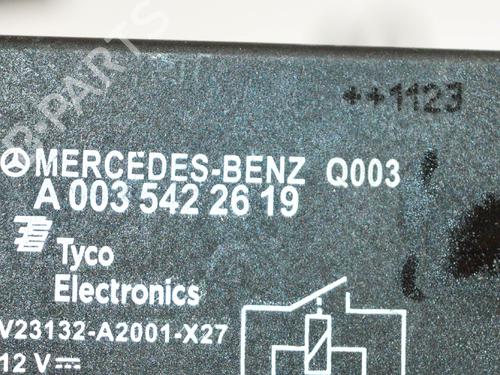 ++1123
MERCEDES-BENZ Q003
A 003 542 26 19
Tyco
Electronics
V23132-A2001-X27
12 V⎓